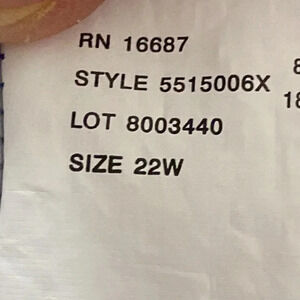 RN 16687
STYLE 5515006X
LOT 8003440
SIZE 22W